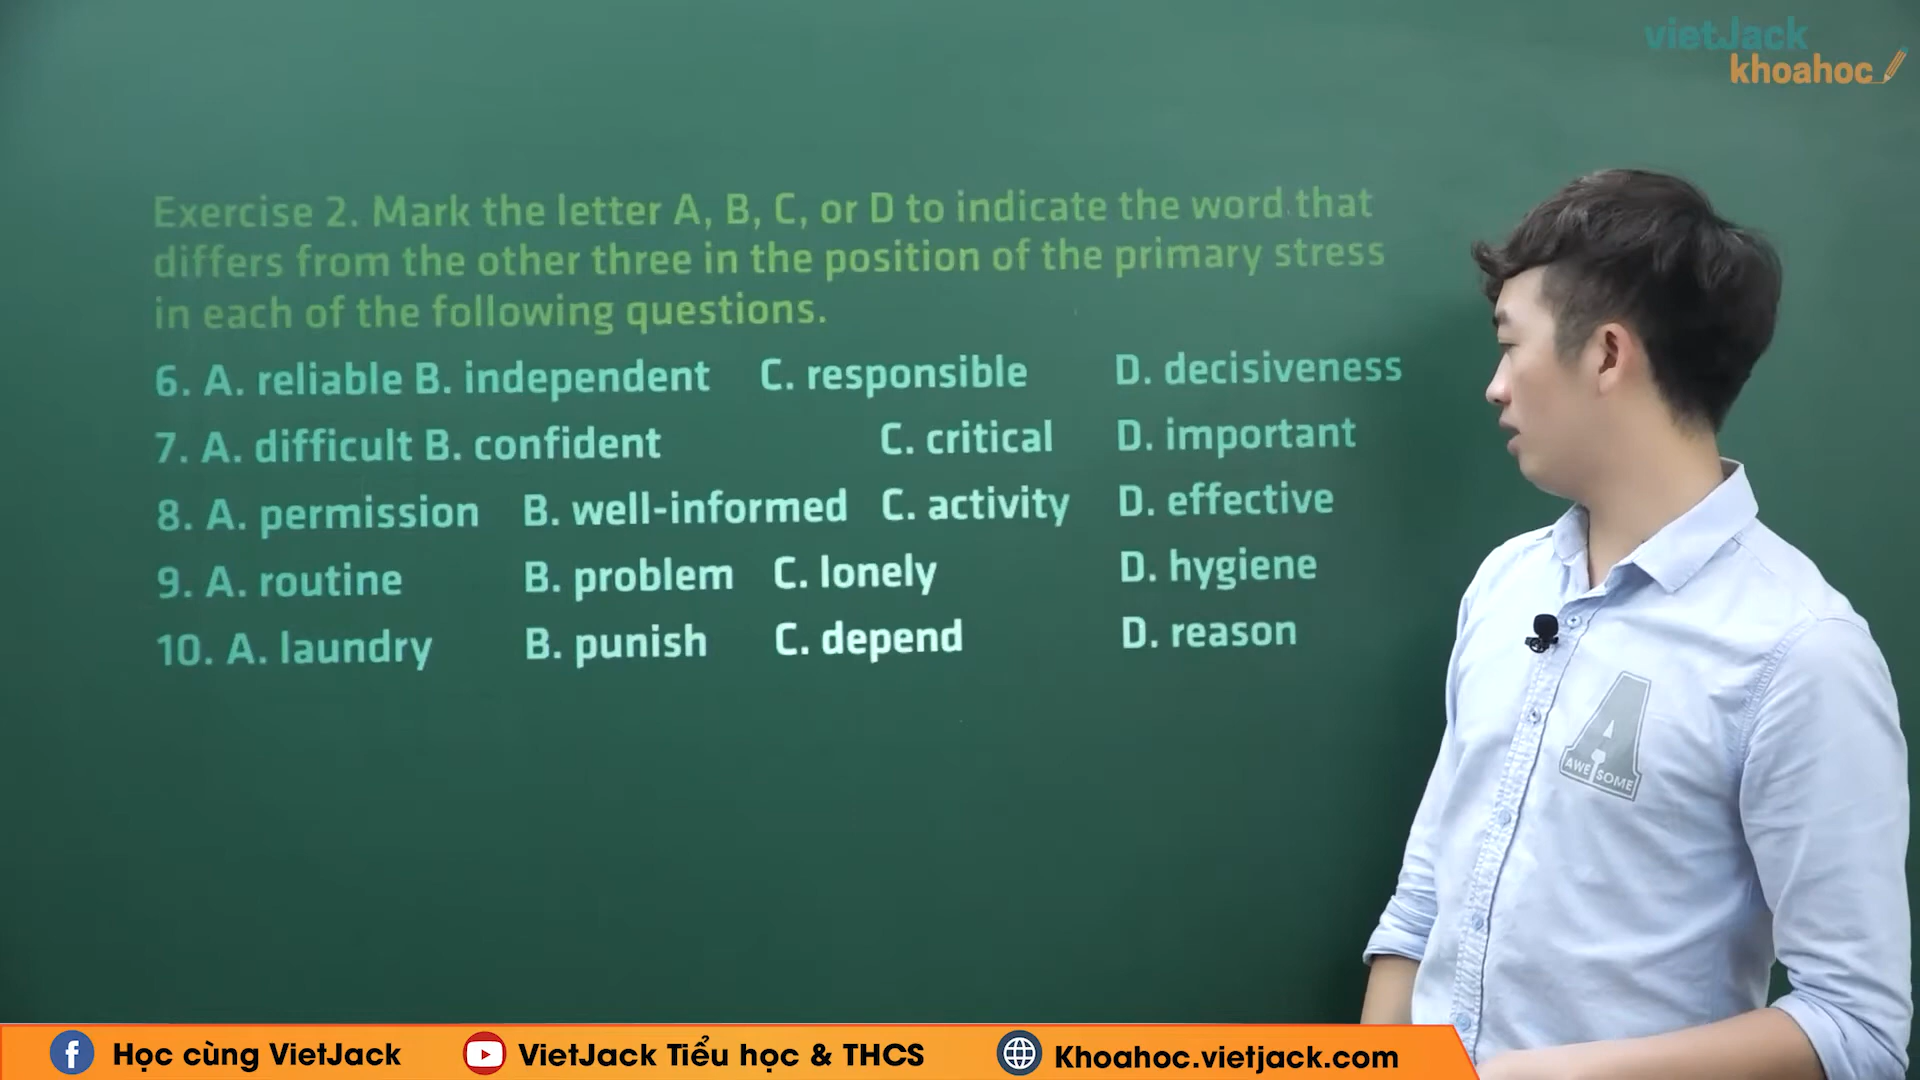 vietJack
khoahoc
Exercise 2. Mark the letter A, B, C, or D to indicate the word that
differs from the other three in the position of the primary stress
in each of the following questions.
6. A. reliable B. independent C. responsible D. decisiveness
7. A. difficult B. confident C. critical D. important
8. A. permission B. well-informed C. activity D. effective
9. A. routine B. problem C. lonely D. hygiene
10. A. laundry B. punish C. depend D. reason
A
AWESOME
Học cùng VietJack VietJack Tiểu học & THCS Khoahoc.vietjack.com